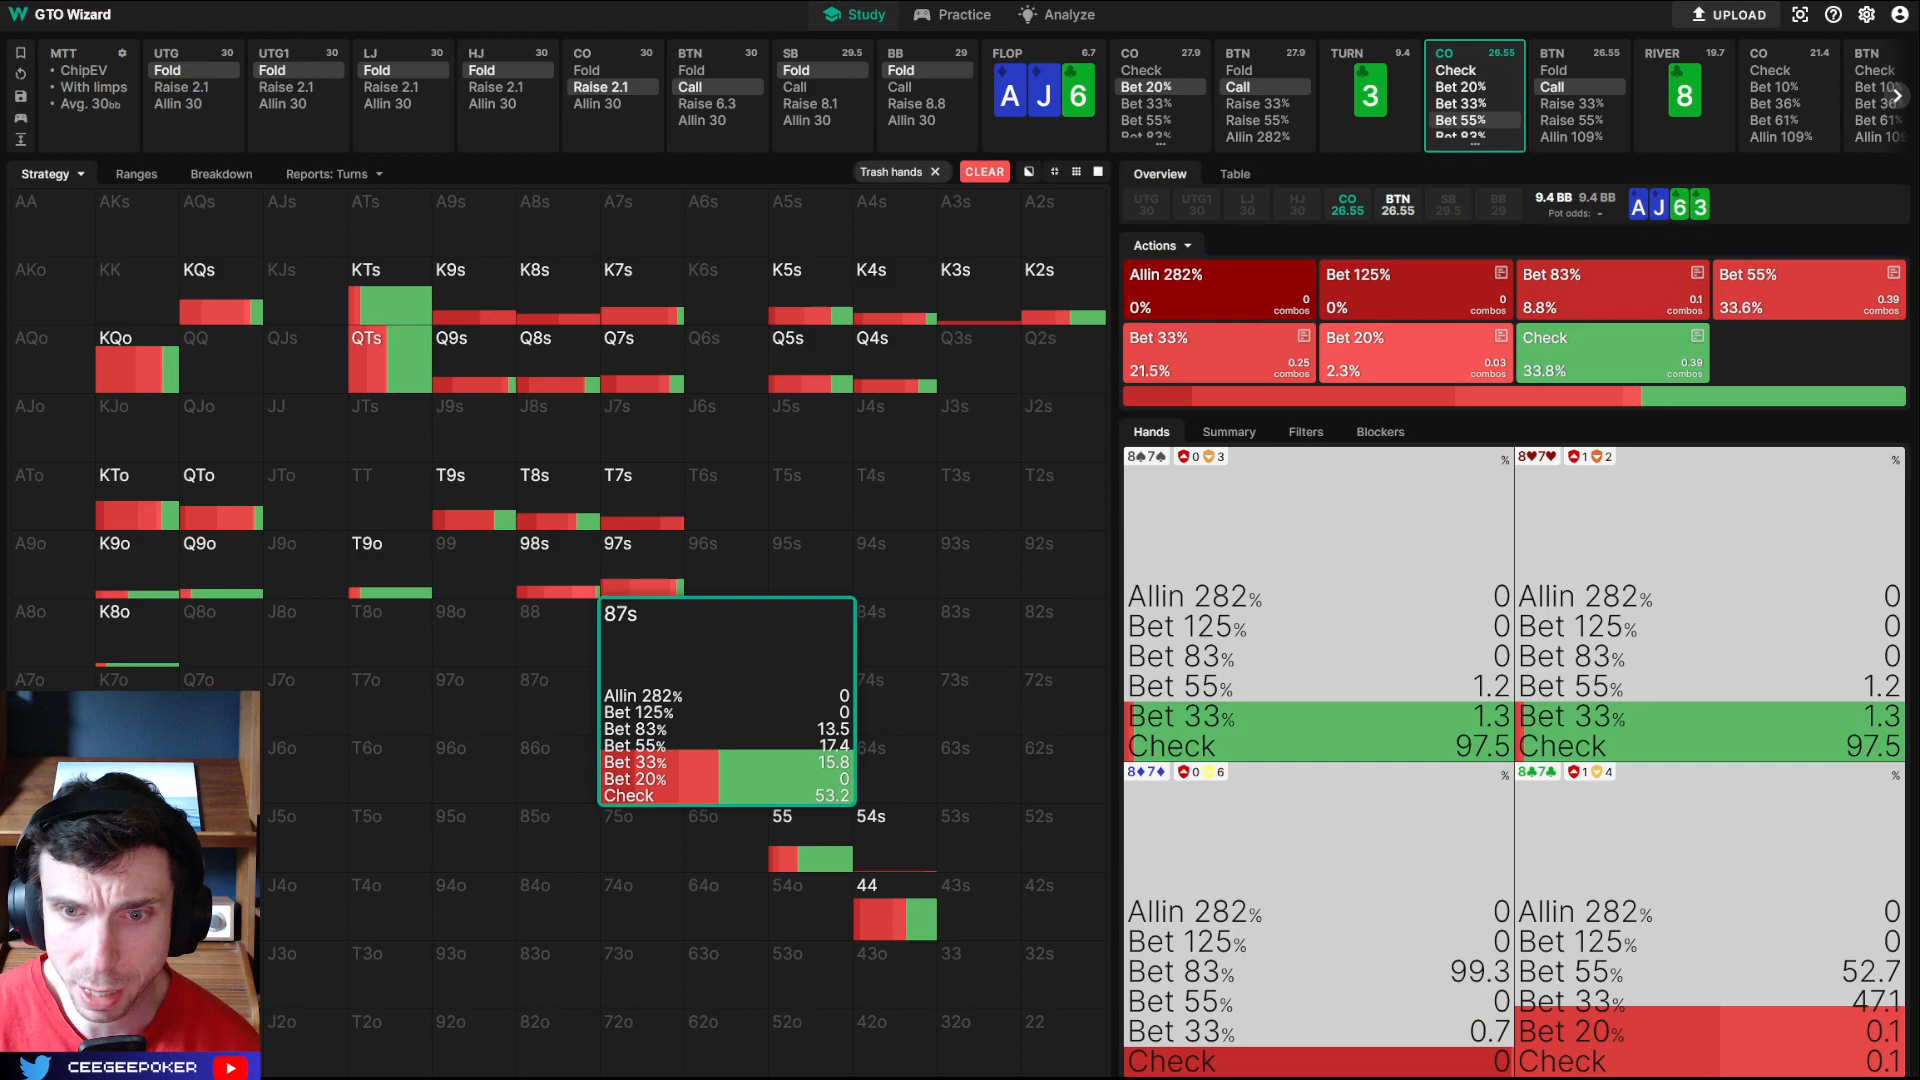 GTO Wizard
Study
Practice
Analyze
UPLOAD
MTT
ChipEV
With limps
Avg. 30bb
UTG 30
Fold
Raise 2.1
Allin 30
UTG1 30
Fold
Raise 2.1
Allin 30
LJ 30
Fold
Raise 2.1
Allin 30
HJ 30
Fold
Raise 2.1
Allin 30
CO 30
Fold
Raise 2.1
Allin 30
BTN 30
Fold
Call
Raise 6.3
Allin 30
SB 29.5
Fold
Call
Raise 8.1
Allin 30
BB 29
Fold
Call
Raise 8.8
Allin 30
FLOP 6.7
A J 6
CO 27.9
Check
Bet 20%
Bet 33%
Bet 55%
Bet 83%
BTN 27.9
Fold
Call
Raise 33%
Raise 55%
Allin 282%
TURN 9.4
3
CO 26.55
Check
Bet 20%
Bet 33%
Bet 55%
Bet 83%
BTN 26.55
Fold
Call
Raise 33%
Raise 55%
Allin 109%
RIVER 19.7
8
CO 21.4
Check
Bet 10%
Bet 36%
Bet 61%
Allin 109%
BTN
Check
Bet 10%
Bet 36%
Bet 61%
Allin 109
Strategy
Ranges
Breakdown
Reports: Turns
Trash hands
CLEAR
AA AKs AQs AJs ATs A9s A8s A7s A6s A5s A4s A3s A2s
AKo KK KQs KJs KTs K9s K8s K7s K6s K5s K4s K3s K2s
AQo KQo QQ QJs QTs Q9s Q8s Q7s Q6s Q5s Q4s Q3s Q2s
AJo KJo QJo JJ JTs J9s J8s J7s J6s J5s J4s J3s J2s
ATo KTo QTo JTo TT T9s T8s T7s T6s T5s T4s T3s T2s
A9o K9o Q9o J9o T9o 99 98s 97s 96s 95s 94s 93s 92s
A8o K8o Q8o J8o T8o 98o 88 87s 84s 83s 82s
A7o K7o Q7o J7o T7o 97o 87o 74s 73s 72s
J6o T6o 96o 86o 64s 63s 62s
J5o T5o 95o 85o 75o 65o 55 54s 53s 52s
J4o T4o 94o 84o 74o 64o 54o 44 43s 42s
J3o T3o 93o 83o 73o 63o 53o 43o 33 32s
J2o T2o 92o 82o 72o 62o 52o 42o 32o 22
Allin 282% 0
Bet 125% 0
Bet 83% 13.5
Bet 55% 17.4
Bet 33% 15.8
Bet 20% 0
Check 53.2
CEEGEEPOKER
Overview
Table
UTG 30
UTG1 30
LJ 30
HJ 30
CO 26.55
BTN 26.55
SB 29.5
BB 29
9.4 BB 9.4 BB
Pot odds: -
A J 6 3
Actions
Allin 282%
0% 0 combos
Bet 125%
0% 0 combos
Bet 83%
8.8% 0.1 combos
Bet 55%
33.6% 0.39 combos
Bet 33%
21.5% 0.25 combos
Bet 20%
2.3% 0.03 combos
Check
33.8% 0.39 combos
Hands
Summary
Filters
Blockers
8♠7♠ 0 3 %
Allin 282% 0
Bet 125% 0
Bet 83% 0
Bet 55% 1.2
Bet 33% 1.3
Check 97.5
8♥7♥ 1 2 %
Allin 282% 0
Bet 125% 0
Bet 83% 0
Bet 55% 1.2
Bet 33% 1.3
Check 97.5
8♦7♦ 0 6 %
Allin 282% 0
Bet 125% 0
Bet 83% 99.3
Bet 55% 0
Bet 33% 0.7
Check 0
8♣7♣ 1 4 %
Allin 282% 0
Bet 125% 0
Bet 55% 52.7
Bet 33% 47.1
Bet 20% 0.1
Check 0.1